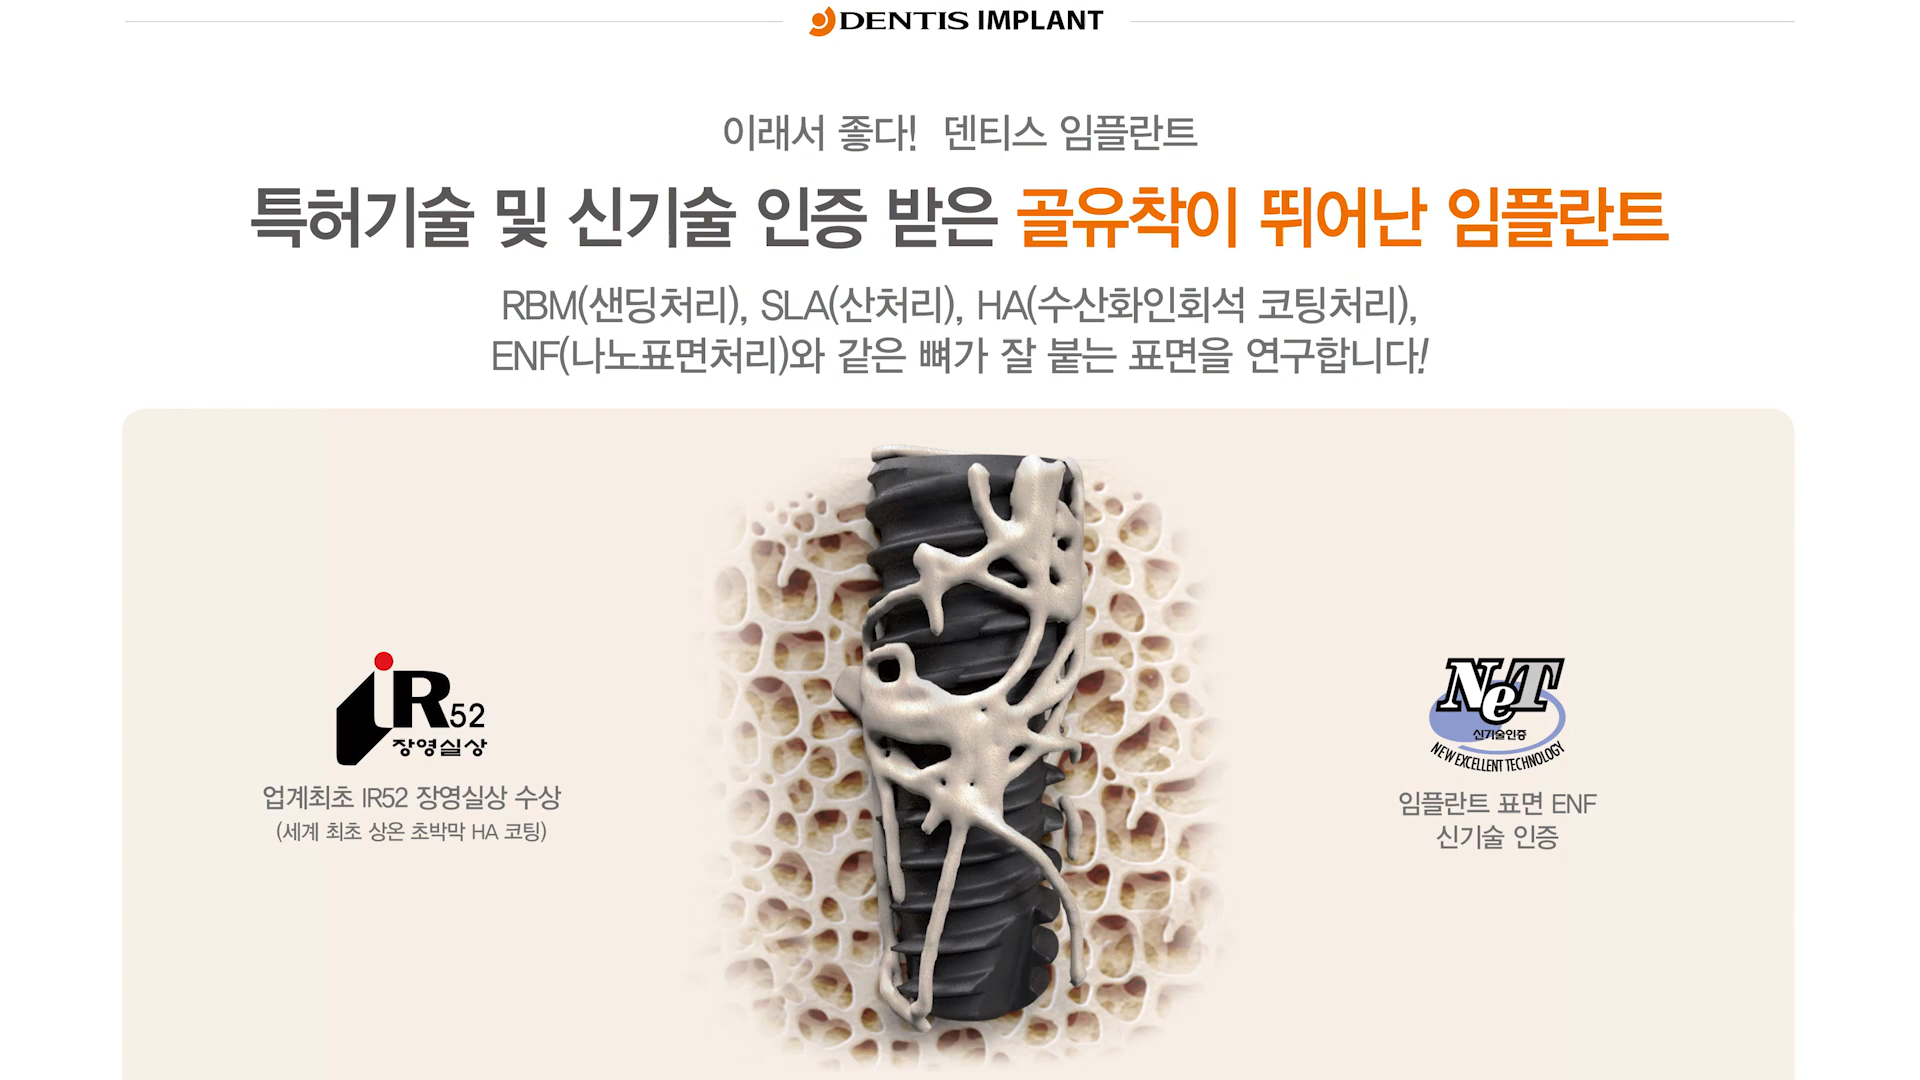 DENTIS IMPLANT
이래서 좋다! 덴티스 임플란트
특허기술 및 신기술 인증 받은 골유착이 뛰어난 임플란트
RBM(샌딩처리), SLA(산처리), HA(수산화인회석 코팅처리),
ENF(나노표면처리)와 같은 뼈가 잘 붙는 표면을 연구합니다!
iR52
장영실상
업계최초 IR52 장영실상 수상
(세계 최초 상온 초박막 HA 코팅)
NeT
신기술인증
NEW EXCELLENT TECHNOLOGY
임플란트 표면 ENF
신기술 인증